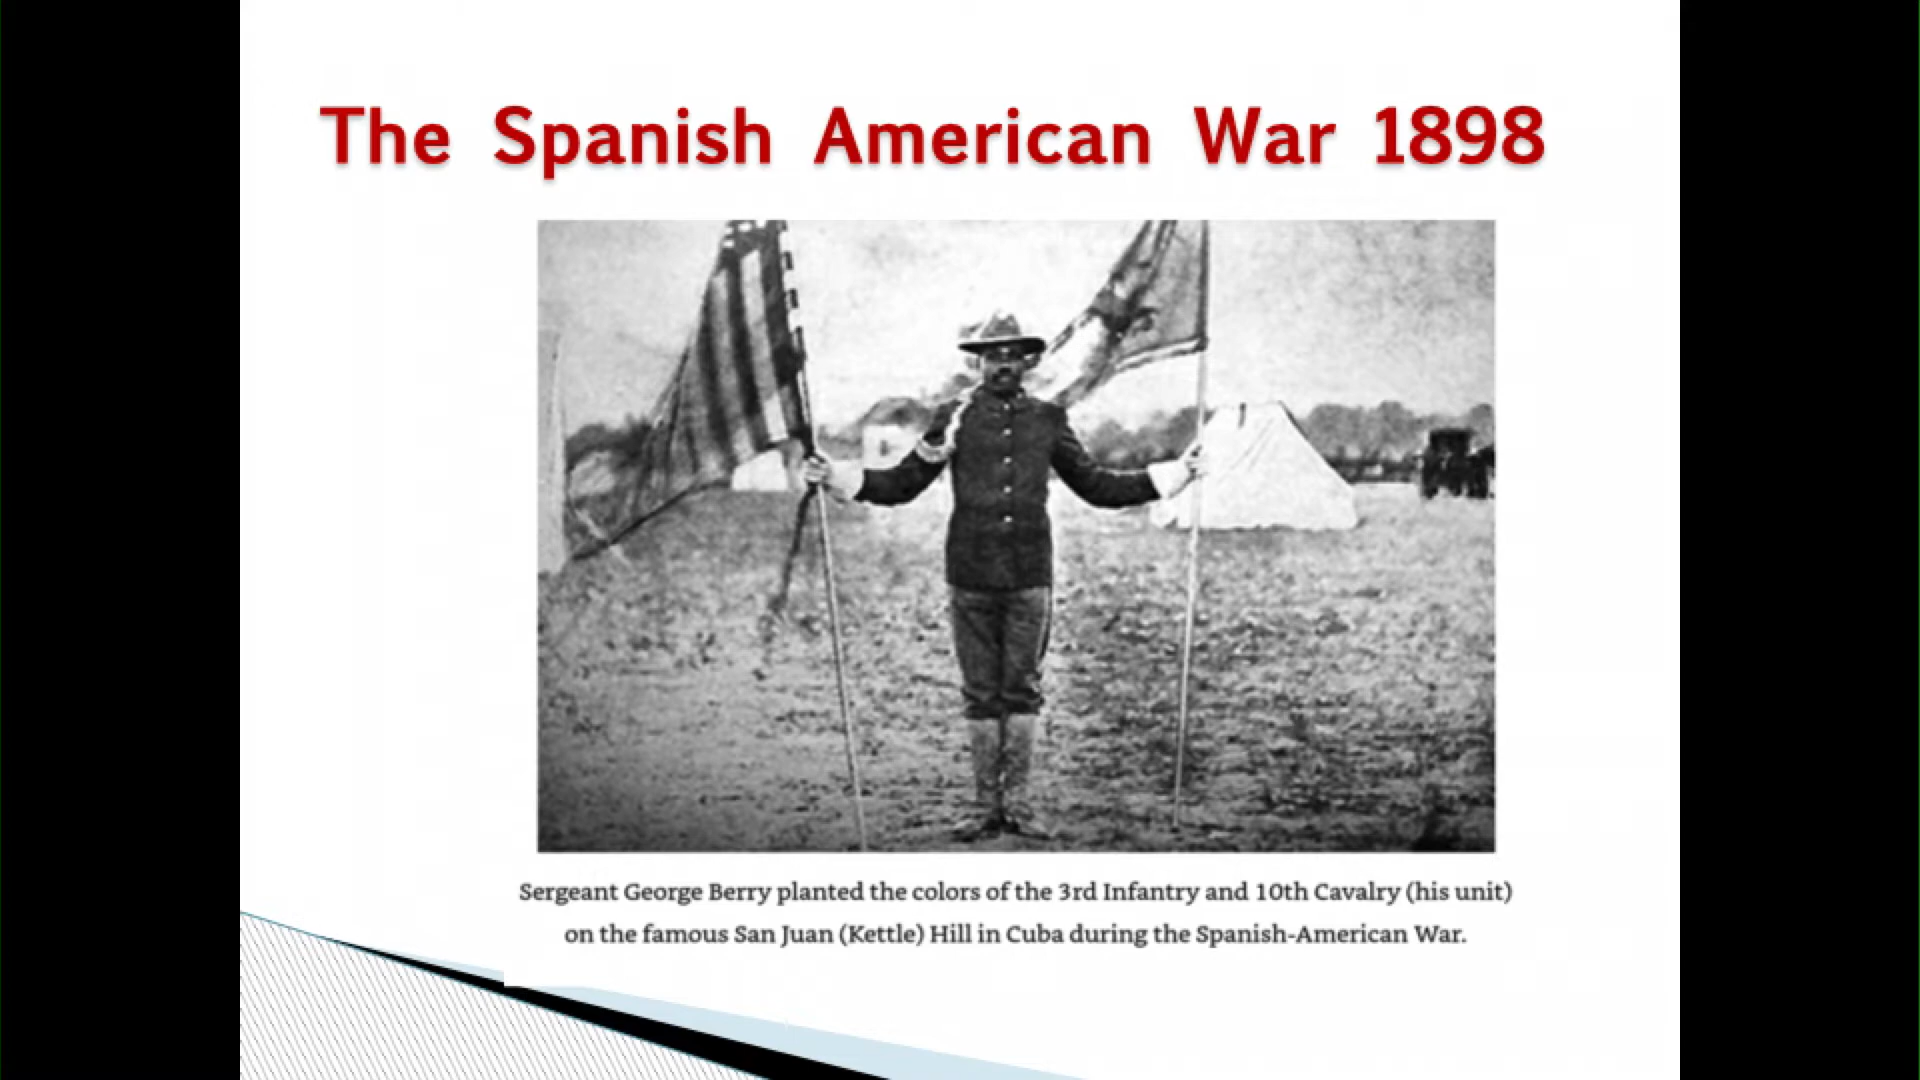 The Spanish American War 1898
Sergeant George Berry planted the colors of the 3rd Infantry and 10th Cavalry (his unit)
on the famous San Juan (Kettle) Hill in Cuba during the Spanish-American War.